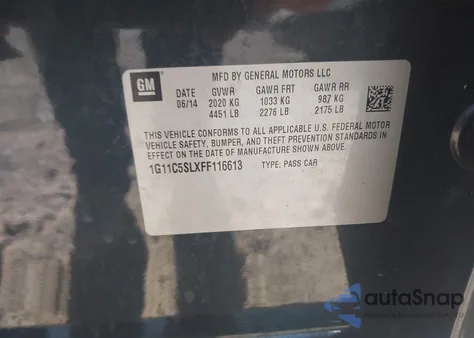 GM
MFD BY GENERAL MOTORS LLC
DATE GVWR GAWR FRT GAWR RR
06/14 2020 KG 1033 KG 987 KG
4451 LB 2276 LB 2175 LB
THIS VEHICLE CONFORMS TO ALL APPLICABLE U.S. FEDERAL MOTOR
VEHICLE SAFETY, BUMPER, AND THEFT PREVENTION STANDARDS IN
EFFECT ON THE DATE OF MANUFACTURE SHOWN ABOVE.
1G11C5SLXFF116613 TYPE: PASS CAR
autaSnap